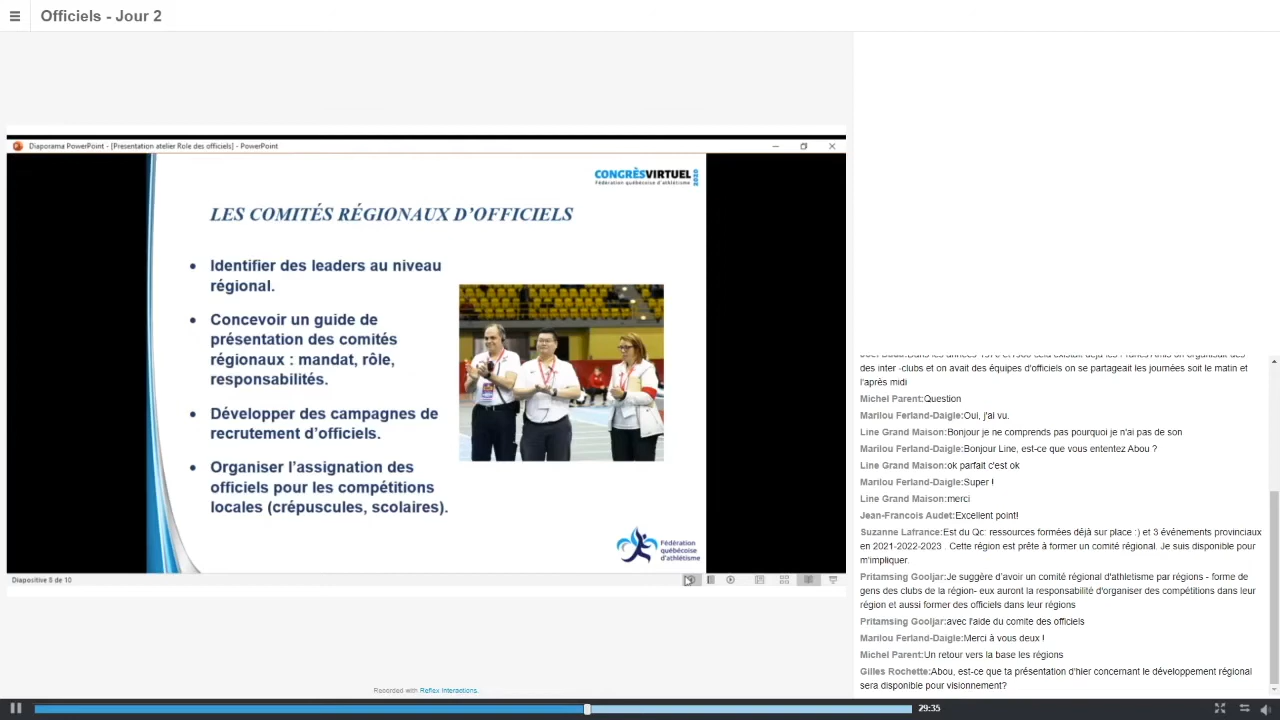 Officiels - Jour 2
Diaporama PowerPoint - [Presentation atelier Role des officiels] - PowerPoint
CONGRÈSVIRTUEL 2020
Fédération québécoise d'athlétisme
LES COMITÉS RÉGIONAUX D'OFFICIELS
• Identifier des leaders au niveau
régional.
• Concevoir un guide de
présentation des comités
régionaux : mandat, rôle,
responsabilités.
• Développer des campagnes de
recrutement d'officiels.
• Organiser l'assignation des
officiels pour les compétitions
locales (crépuscules, scolaires).
Fédération
québécoise
d'athlétisme
Diapositive 5 de 10
des inter -clubs et on avait des équipes d'officiels on se partageait les journées soit le matin et
l'après midi
Michel Parent:Question
Marilou Ferland-Daigle:Oui, j'ai vu.
Line Grand Maison:Bonjour je ne comprends pas pourquoi je n'ai pas de son
Marilou Ferland-Daigle:Bonjour Line, est-ce que vous ententez Abou ?
Line Grand Maison:ok parfait c'est ok
Marilou Ferland-Daigle:Super !
Line Grand Maison:merci
Jean-Francois Audet:Excellent point!
Suzanne Lafrance:Est du Qc: ressources formées déjà sur place :) et 3 événements provinciaux
en 2021-2022-2023 . Cette région est prête à former un comité régional. Je suis disponible pour
m'impliquer.
Pritamsing Gooljar:Je suggère d'avoir un comité régional d'athletisme par régions - forme de
gens des clubs de la région- eux auront la responsabilité d'organiser des compétitions dans leur
région et aussi former des officiels dans leur régions
Pritamsing Gooljar:avec l'aide du comite des officiels
Marilou Ferland-Daigle:Merci à vous deux !
Michel Parent:Un retour vers la base les régions
Gilles Rochette:Abou, est-ce que ta présentation d'hier concernant le développement régional
sera disponible pour visionnement?
Recorded with Reflex Interactions.
29:35